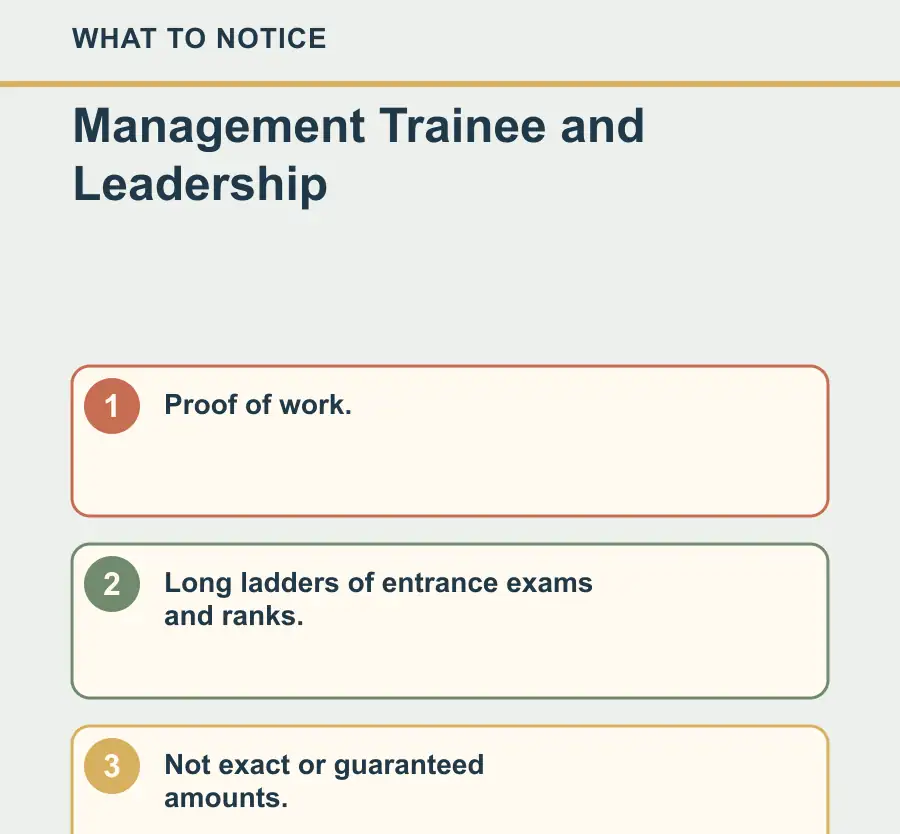 WHAT TO NOTICE
Management Trainee and
Leadership
1
Proof of work.
2
Long ladders of entrance exams
and ranks.
3
Not exact or guaranteed
amounts.